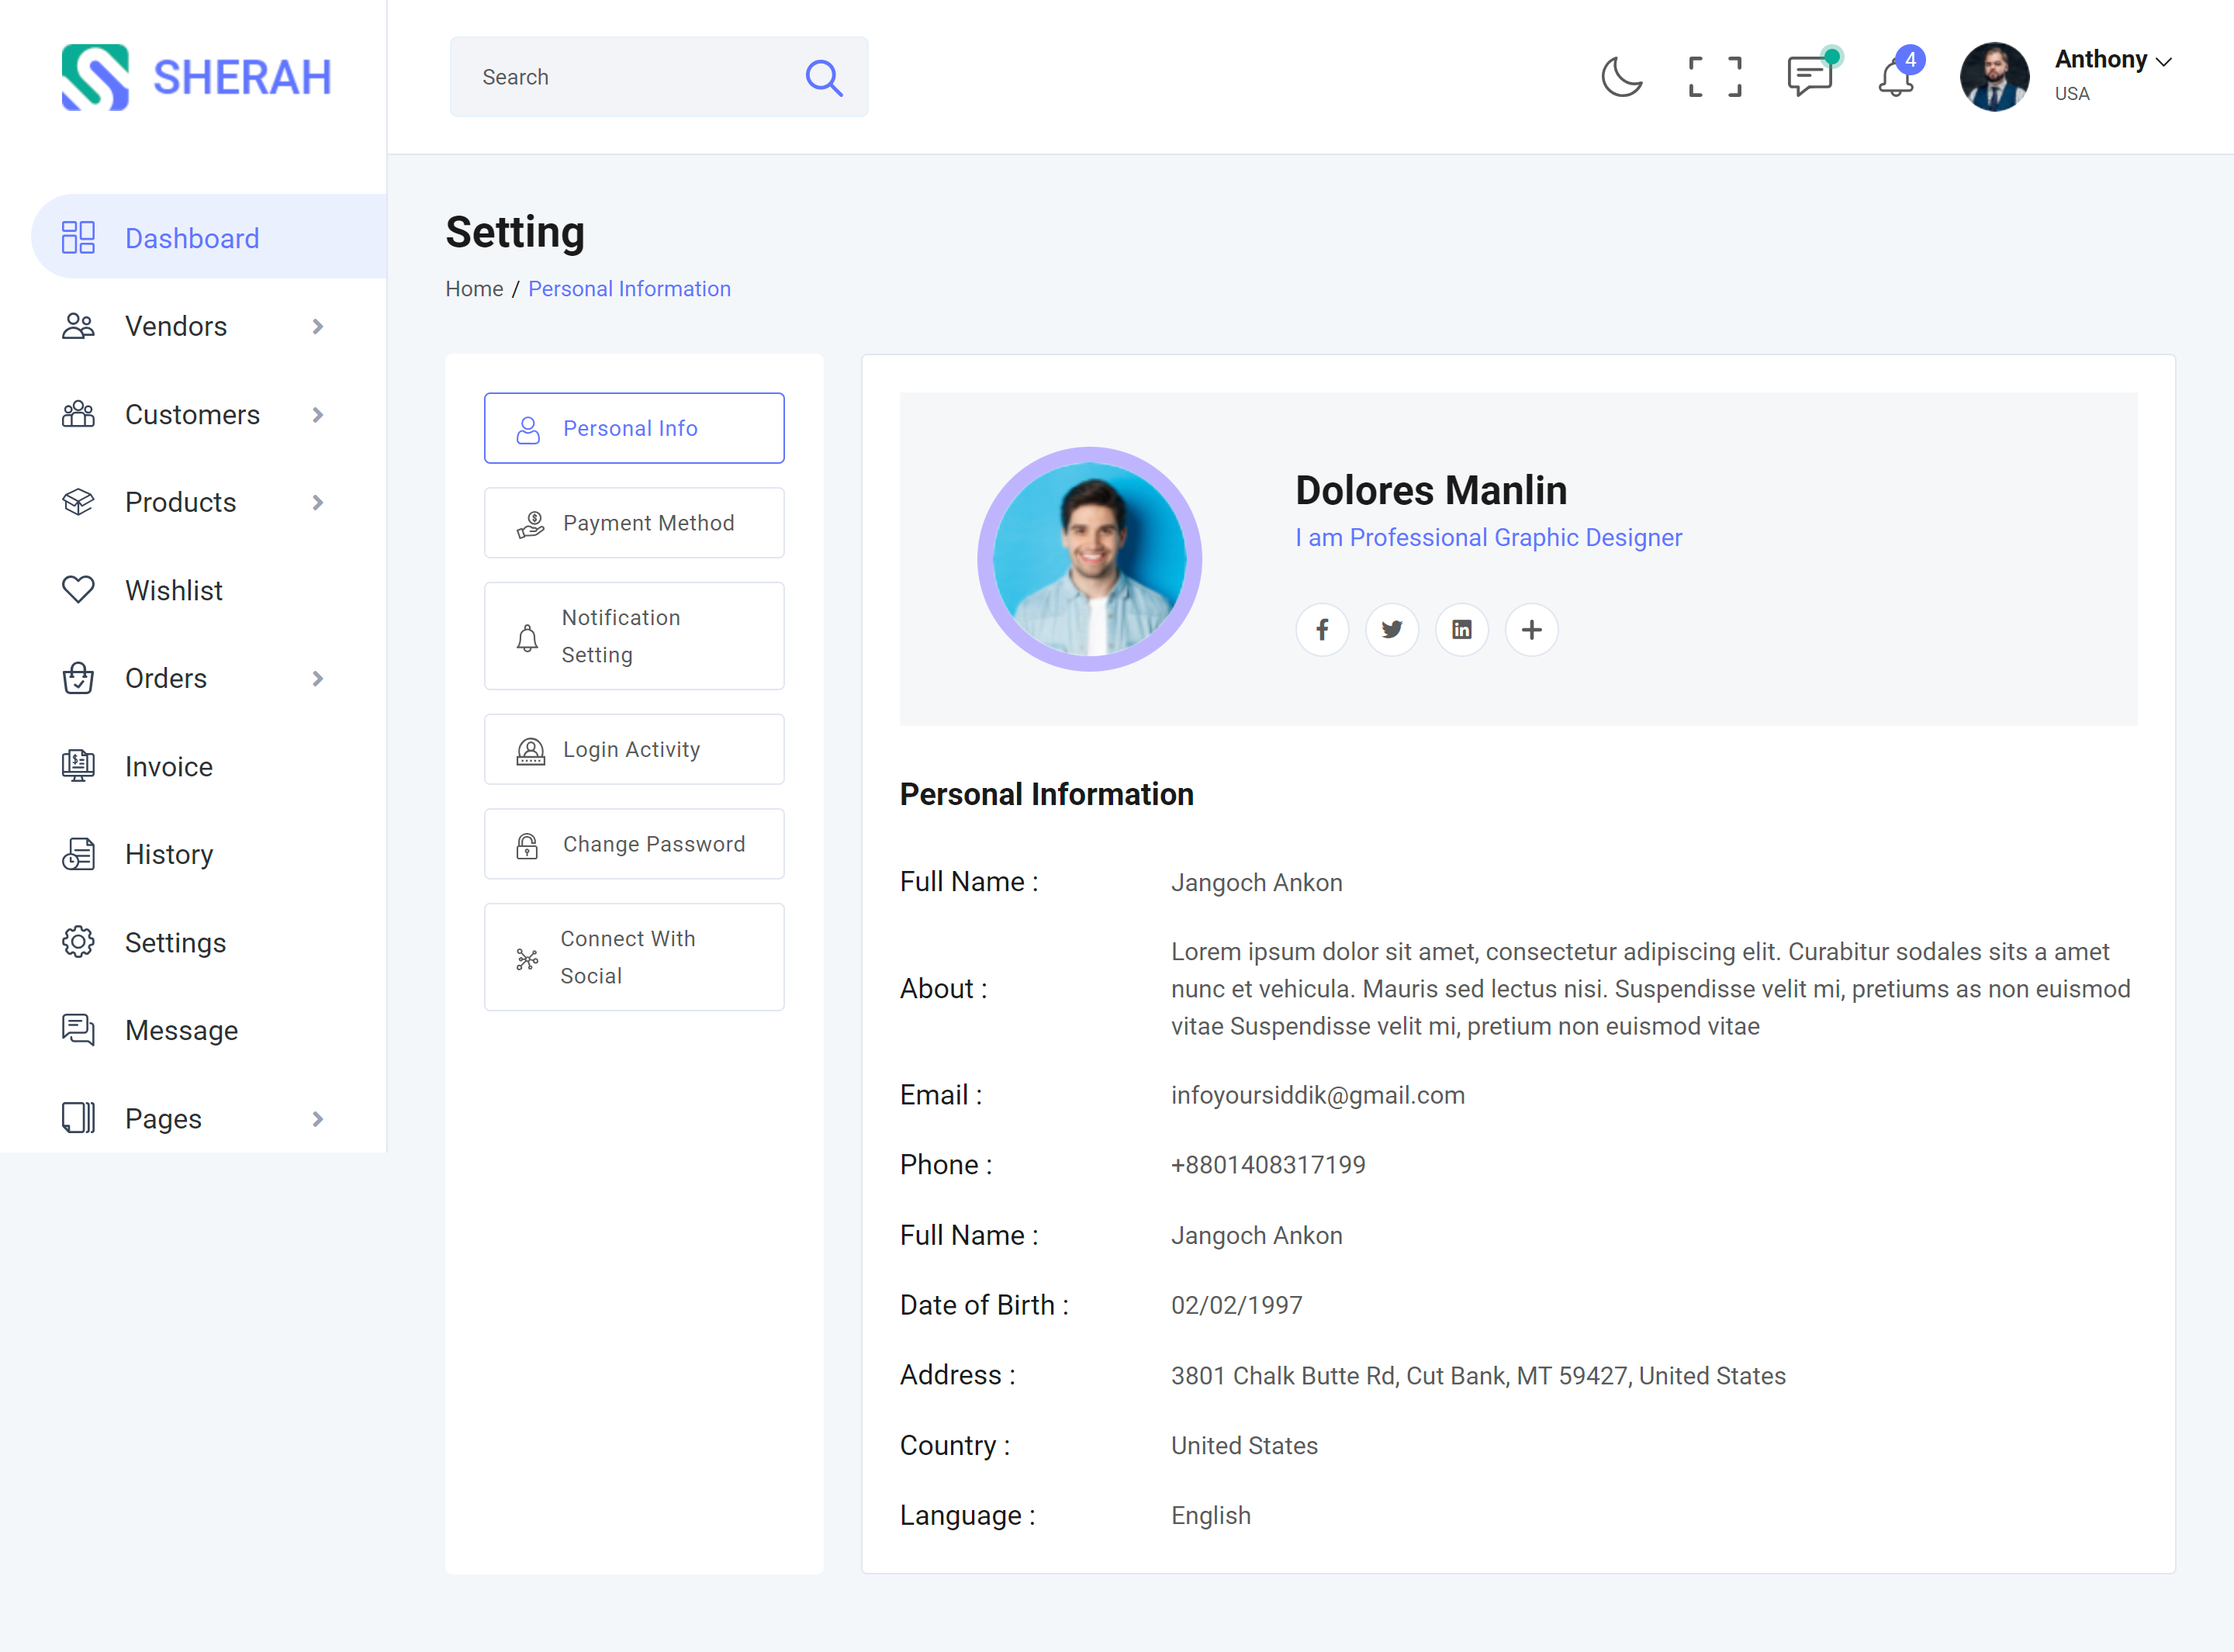 SHERAH
Search
4
Anthony
USA
Dashboard
Vendors
Customers
Products
Wishlist
Orders
Invoice
History
Settings
Message
Pages
Setting
Home / Personal Information
Personal Info
Payment Method
Notification
Setting
Login Activity
Change Password
Connect With
Social
Dolores Manlin
I am Professional Graphic Designer
Personal Information
Full Name : Jangoch Ankon
About : Lorem ipsum dolor sit amet, consectetur adipiscing elit. Curabitur sodales sits a amet
nunc et vehicula. Mauris sed lectus nisi. Suspendisse velit mi, pretiums as non euismod
vitae Suspendisse velit mi, pretium non euismod vitae
Email : infoyoursiddik@gmail.com
Phone : +8801408317199
Full Name : Jangoch Ankon
Date of Birth : 02/02/1997
Address : 3801 Chalk Butte Rd, Cut Bank, MT 59427, United States
Country : United States
Language : English